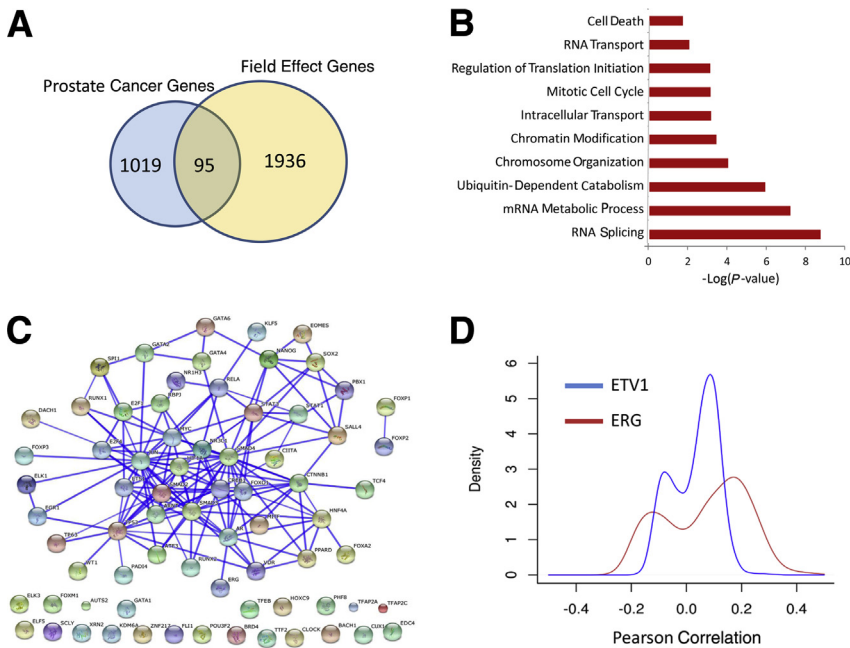 A
Prostate Cancer Genes
Field Effect Genes
1019
95
1936
B
Cell Death
RNA Transport
Regulation of Translation Initiation
Mitotic Cell Cycle
Intracellular Transport
Chromatin Modification
Chromosome Organization
Ubiquitin-Dependent Catabolism
mRNA Metabolic Process
RNA Splicing
0 2 4 6 8 10
-Log(P-value)
C
GATA6
KLF5
EOMES
GATA2
GATA4
NANOG
SOX2
SPI1
NR1H3
RELA
PBX1
RUNX1
E2F1
FOXP1
DACH1
SALL4
MYC
FOXP2
FOXP3
CIITA
ELK1
CTNNB1
TCF4
EGR1
HNF4A
TP63
FOXA2
WT1
PADI4
RUNX2
VDR
PPARD
ERG
ELK3
FOXM1
AUTS2
GATA1
TFEB
HOXC9
PHF8
TFAP2A
TFAP2C
ELF5
SCLY
XRN2
KDM6A
ZNF217
FLI1
POU3F2
BRD4
TTF2
CLOCK
BACH1
CUX1
EDC4
D
6
5
4
3
2
1
0
Density
ETV1
ERG
-0.4 -0.2 0.0 0.2 0.4
Pearson Correlation